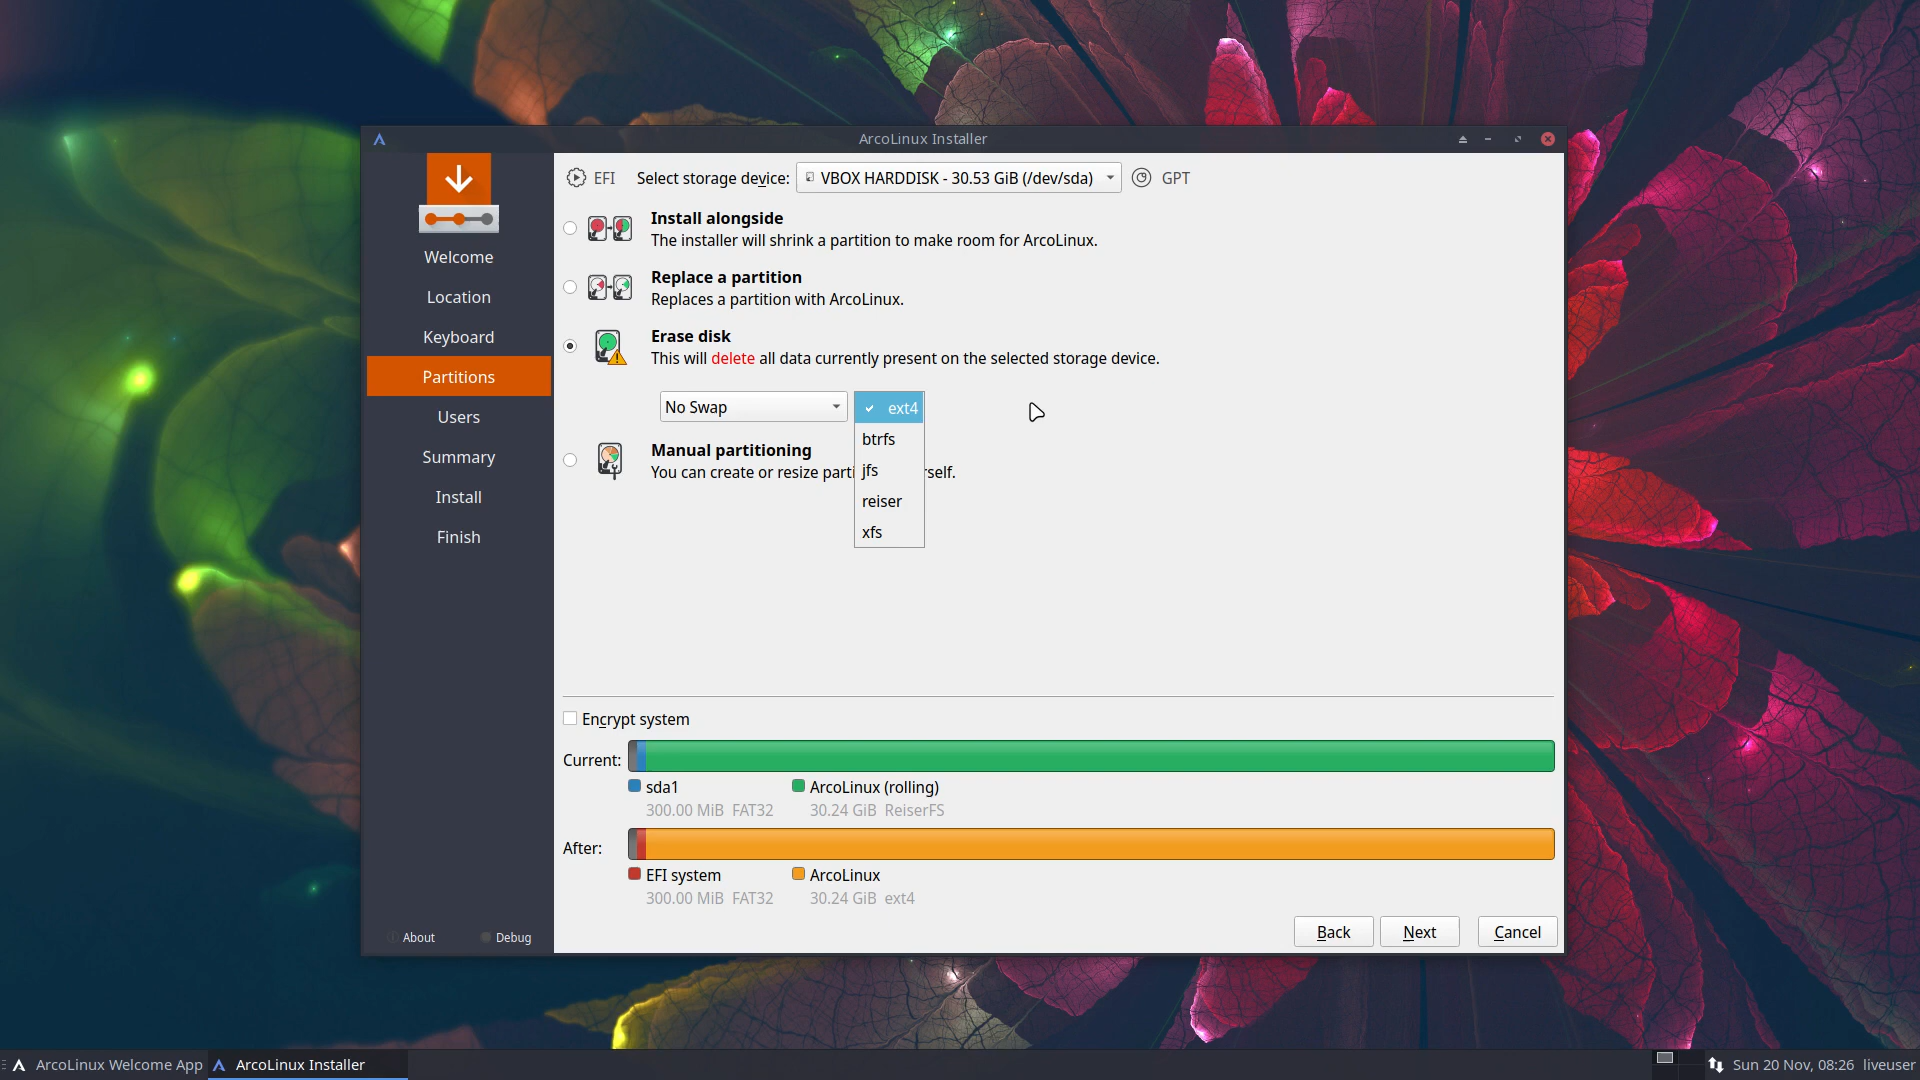 ArcoLinux Installer
EFI Select storage device: VBOX HARDDISK - 30.53 GiB (/dev/sda) GPT
Welcome
Location
Keyboard
Partitions
Users
Summary
Install
Finish
About Debug
Install alongside
The installer will shrink a partition to make room for ArcoLinux.
Replace a partition
Replaces a partition with ArcoLinux.
Erase disk
This will delete all data currently present on the selected storage device.
No Swap
ext4
btrfs
jfs
reiser
xfs
Manual partitioning
You can create or resize parti rself.
Encrypt system
Current:
sda1 ArcoLinux (rolling)
300.00 MiB FAT32 30.24 GiB ReiserFS
After:
EFI system ArcoLinux
300.00 MiB FAT32 30.24 GiB ext4
Back Next Cancel
ArcoLinux Welcome App ArcoLinux Installer Sun 20 Nov, 08:26 liveuser